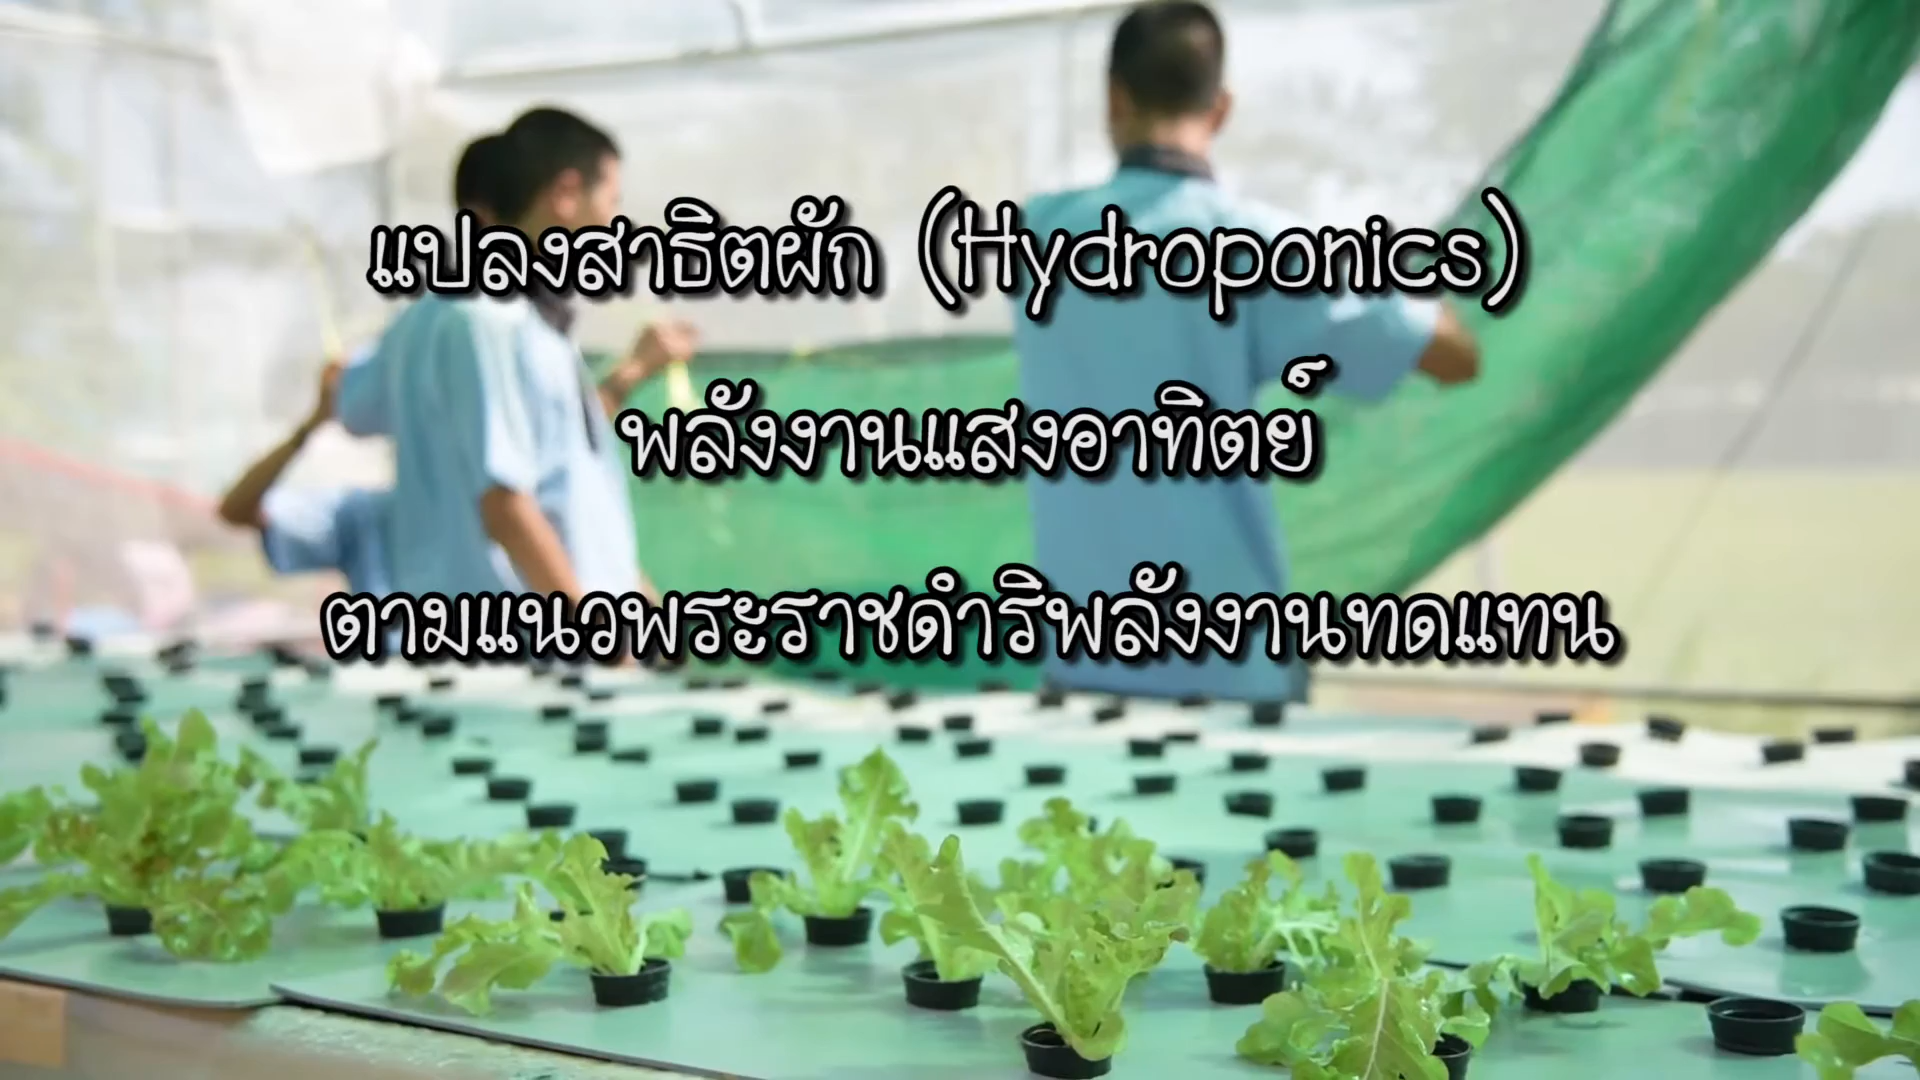 แปลงสาธิตผัก (Hydroponics)
พลังงานแสงอาทิตย์
ตามแนวพระราชดำริพลังงานทดแทน